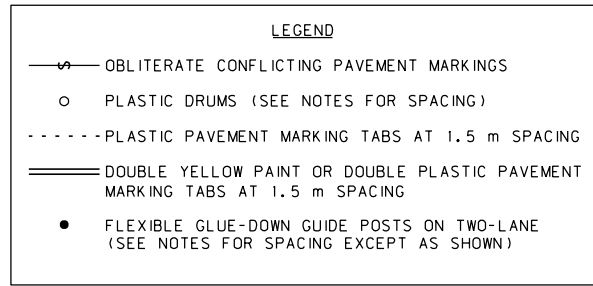 LEGEND
OBLITERATE CONFLICTING PAVEMENT MARKINGS
PLASTIC DRUMS (SEE NOTES FOR SPACING)
PLASTIC PAVEMENT MARKING TABS AT 1.5 m SPACING
DOUBLE YELLOW PAINT OR DOUBLE PLASTIC PAVEMENT
MARKING TABS AT 1.5 m SPACING
FLEXIBLE GLUE-DOWN GUIDE POSTS ON TWO-LANE
(SEE NOTES FOR SPACING EXCEPT AS SHOWN)